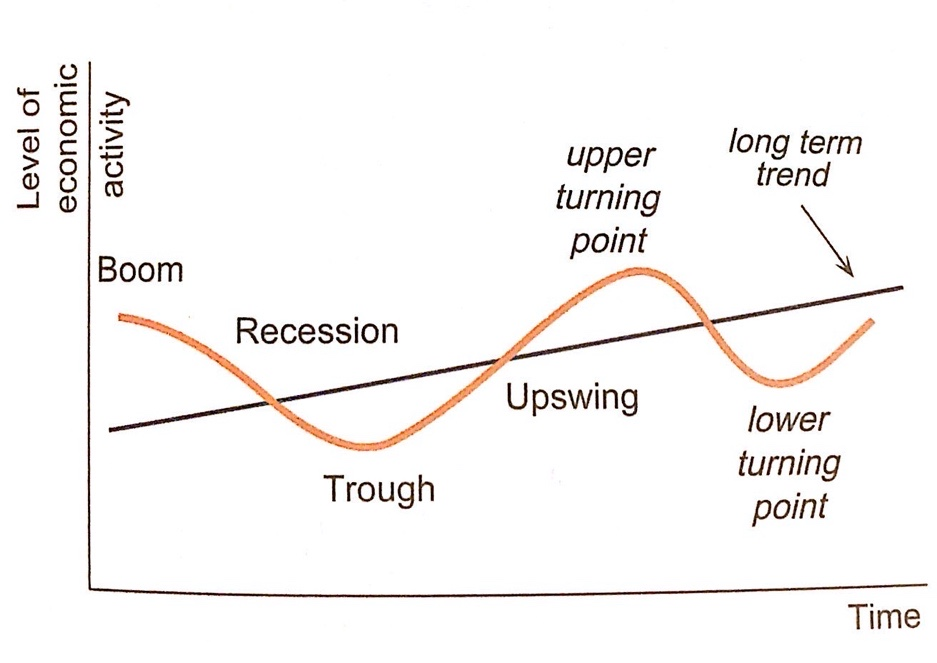 Level of
economic
activity
upper
turning
point
long term
trend
Boom
Recession
Upswing
Trough
lower
turning
point
Time